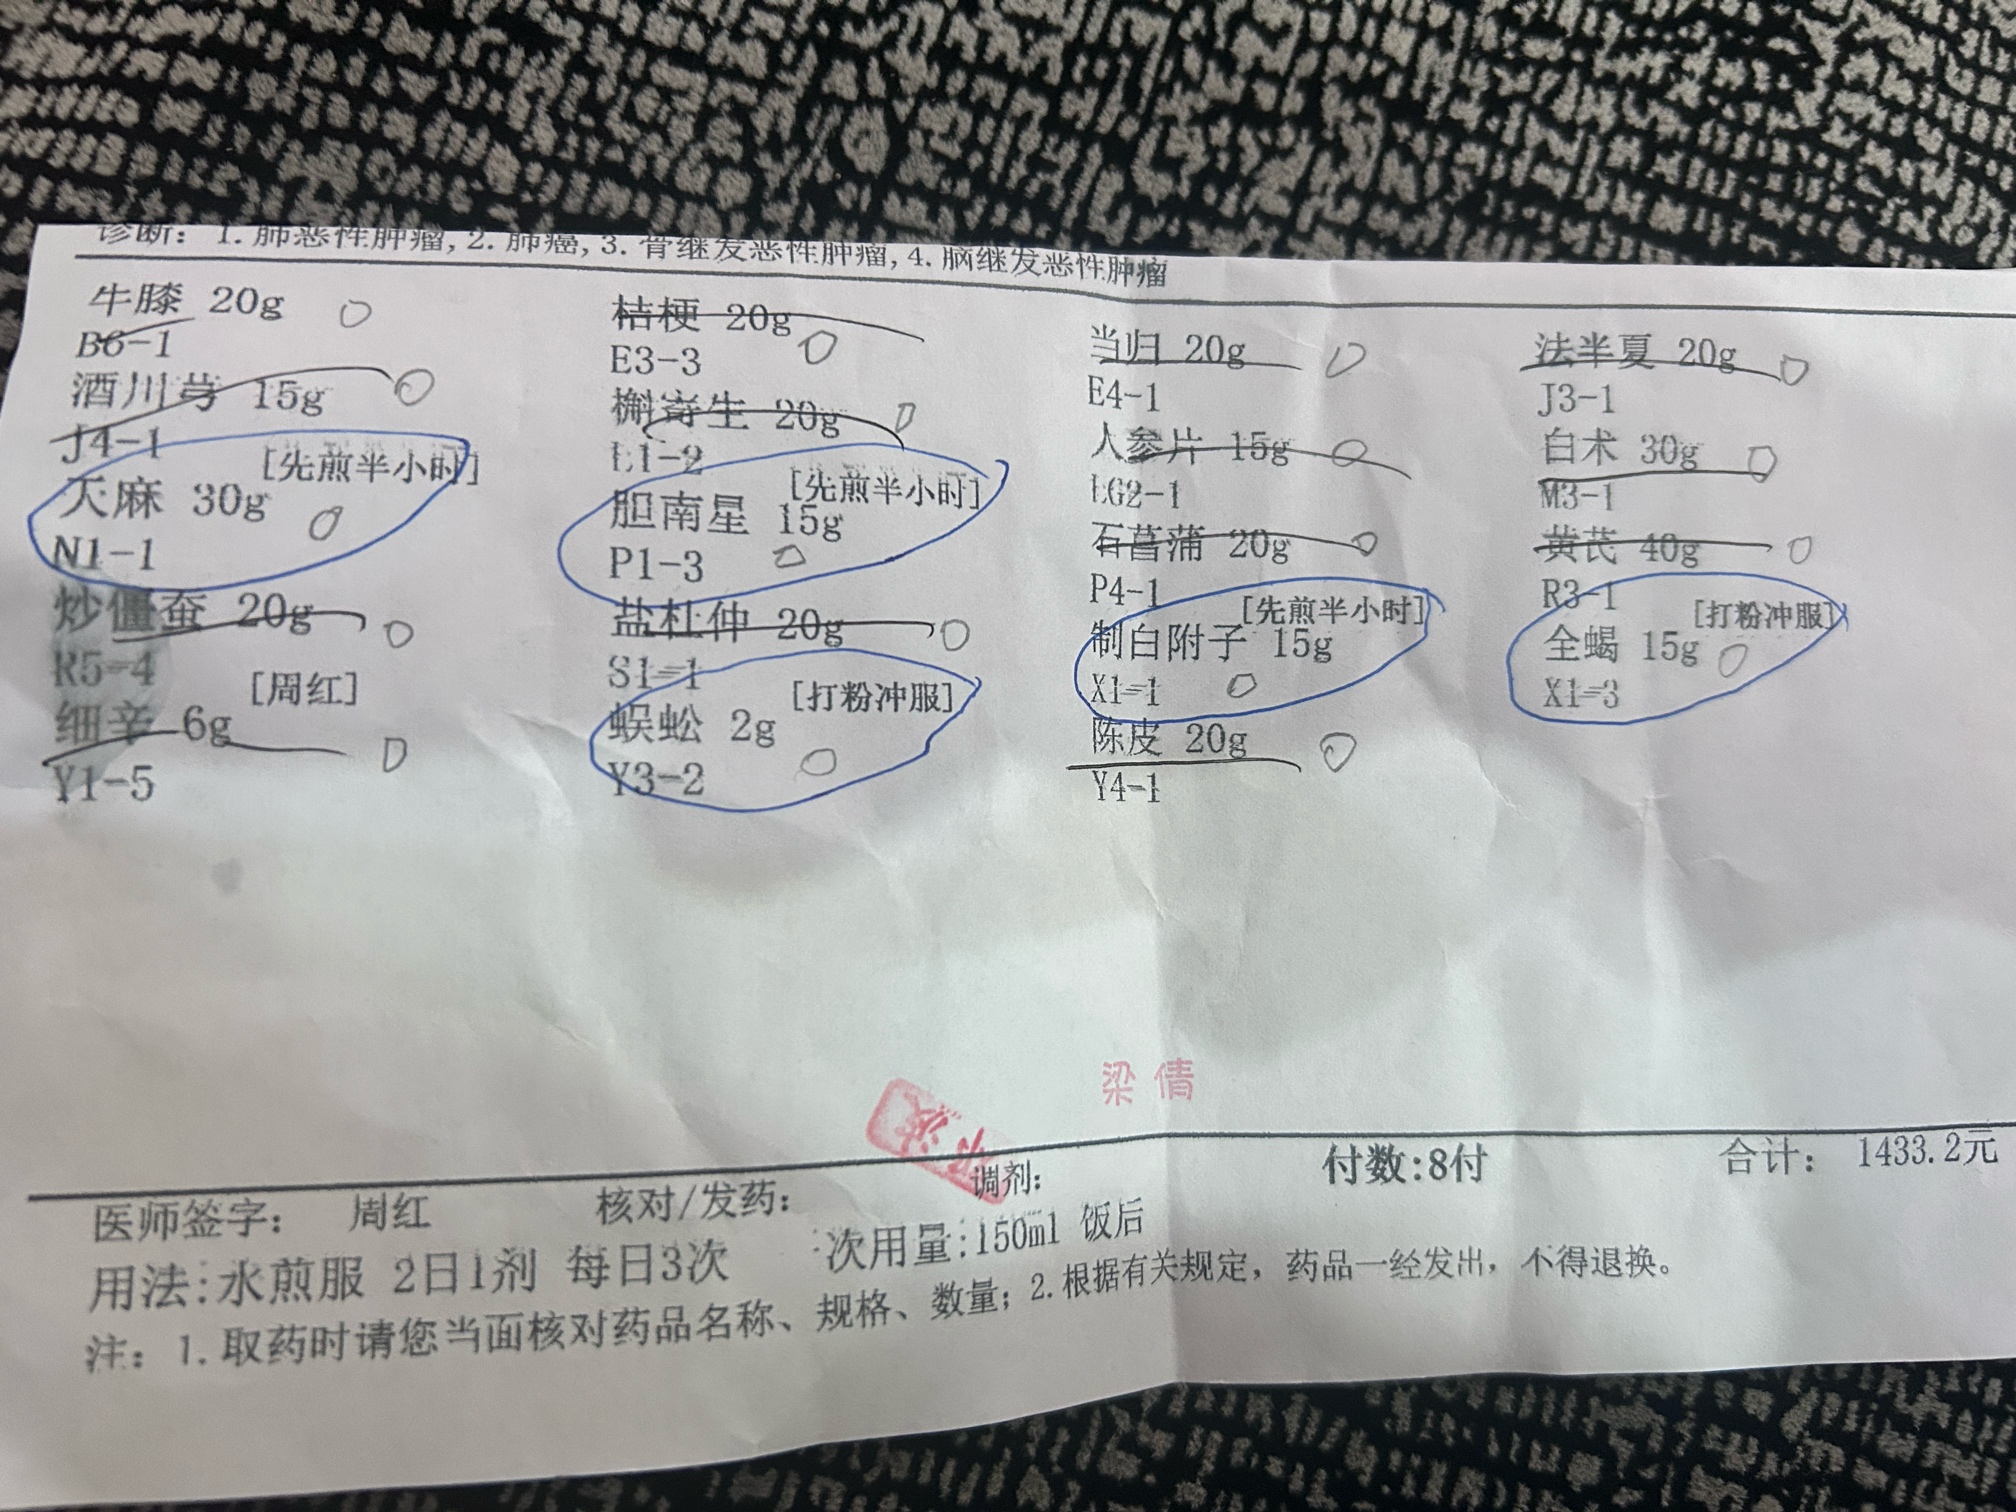 诊断：1.肺恶性肿瘤,2.肺癌,3.骨继发恶性肿瘤,4.脑继发恶性肿瘤
牛膝 20g 桔梗 20g 当归 20g 法半夏 20g
B6-1 E3-3 E4-1 J3-1
酒川芎 15g 槲寄生 20g 人参片 15g 白术 30g
J4-1 L1-2 LG2-1 M3-1
[先煎半小时] [先煎半小时]
天麻 30g 胆南星 15g 石菖蒲 20g 黄芪 40g
N1-1 P1-3 P4-1 R3-1
[先煎半小时] [打粉冲服]
炒僵蚕 20g 盐杜仲 20g 制白附子 15g 全蝎 15g
R5=4 S1=1 X1=1 X1=3
[周红] [打粉冲服]
细辛 6g 蜈蚣 2g 陈皮 20g
Y1-5 Y3-2 Y4-1
梁倩
医师签字： 周红 核对/发药： 调剂： 付数:8付 合计： 1433.2元
用法:水煎服 2日1剂 每日3次 次用量:150ml 饭后
注：1.取药时请您当面核对药品名称、规格、数量；2.根据有关规定，药品一经发出，不得退换。